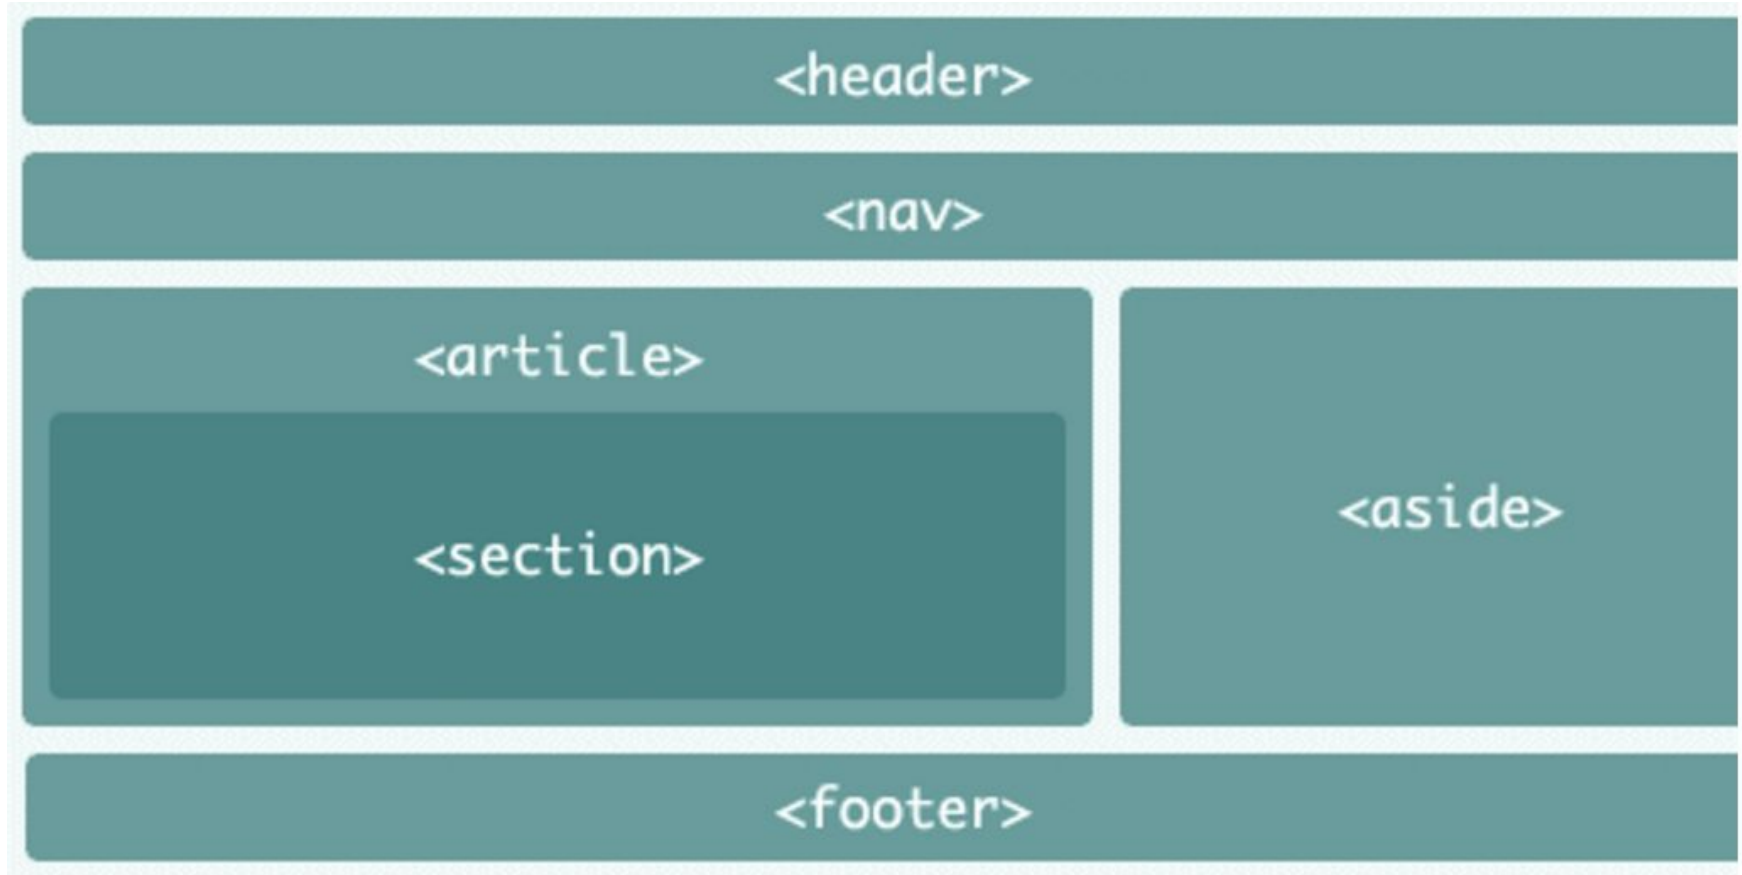 <header>
<nav>
<article>
<section>
<aside>
<footer>